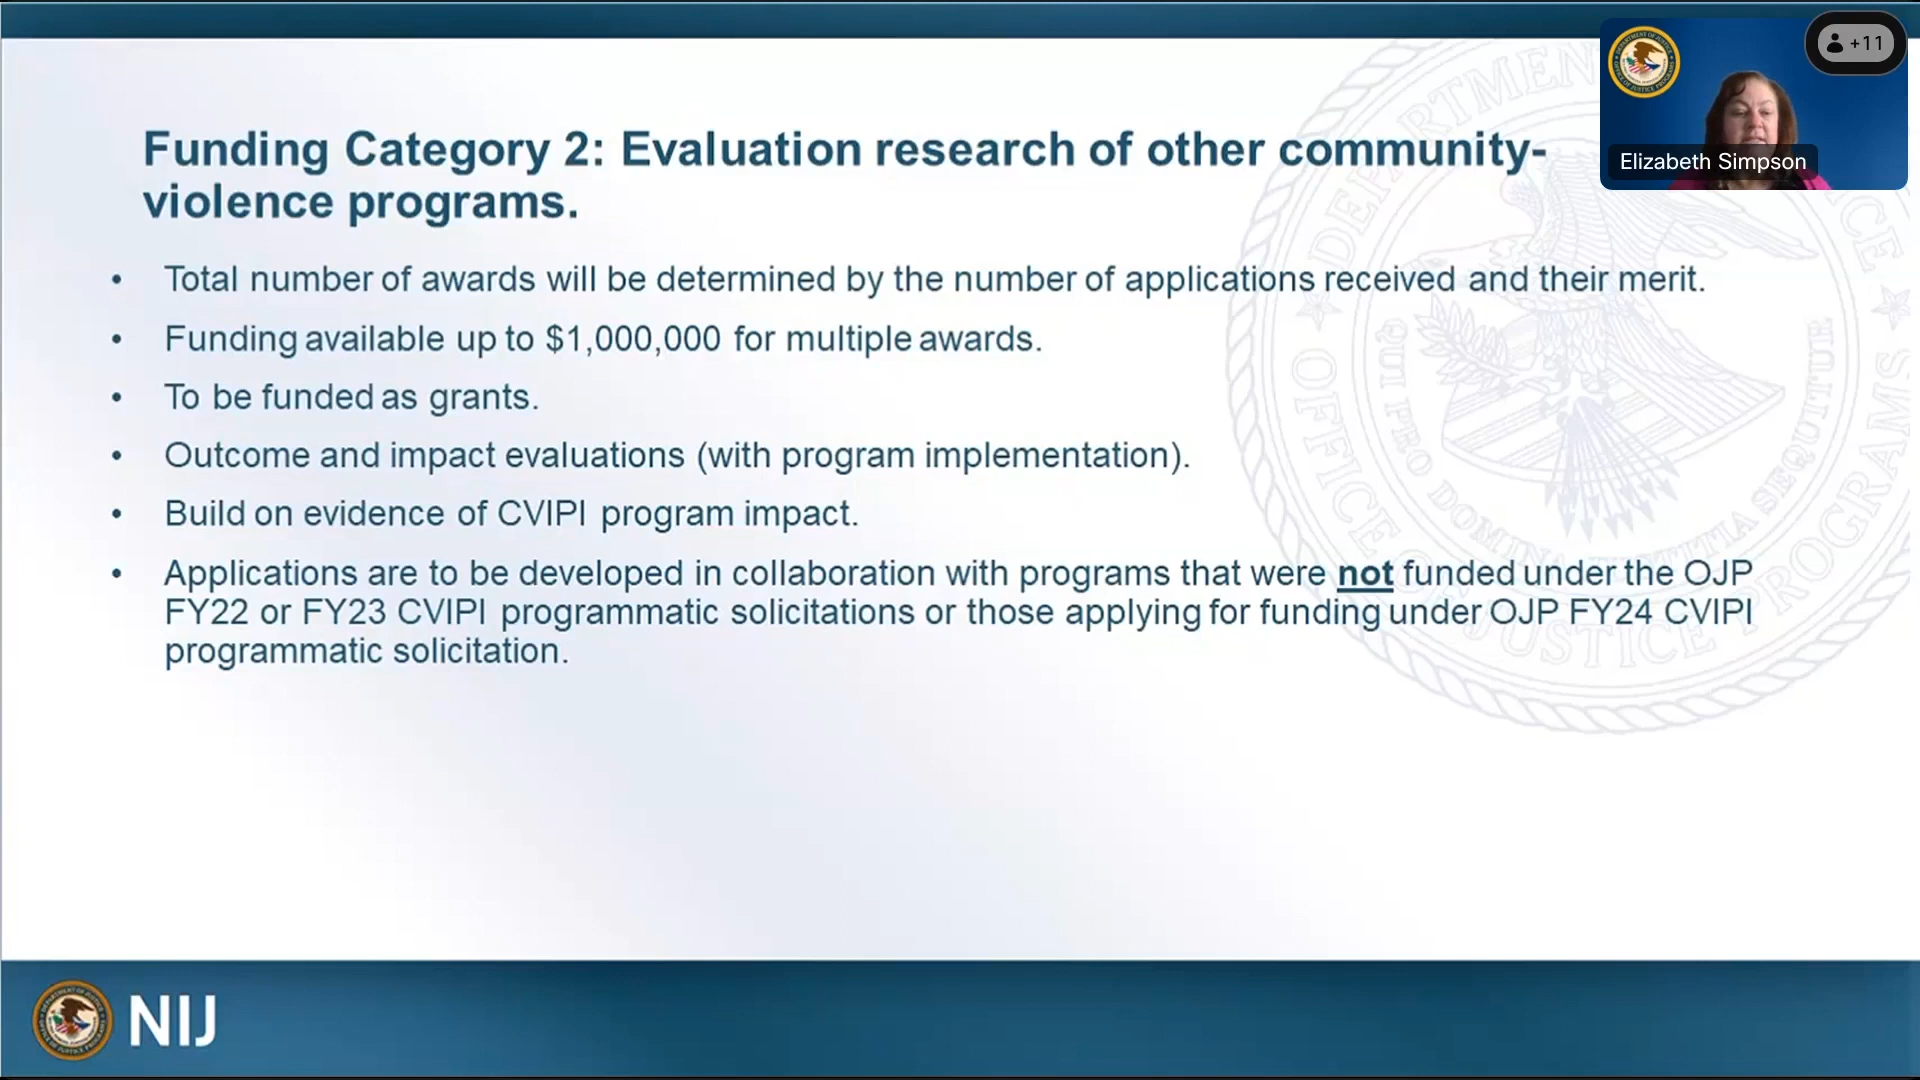 Funding Category 2: Evaluation research of other community-
violence programs.
• Total number of awards will be determined by the number of applications received and their merit.
• Funding available up to $1,000,000 for multiple awards.
• To be funded as grants.
• Outcome and impact evaluations (with program implementation).
• Build on evidence of CVIPI program impact.
• Applications are to be developed in collaboration with programs that were not funded under the OJP
FY22 or FY23 CVIPI programmatic solicitations or those applying for funding under OJP FY24 CVIPI
programmatic solicitation.
+11
Elizabeth Simpson
NIJ